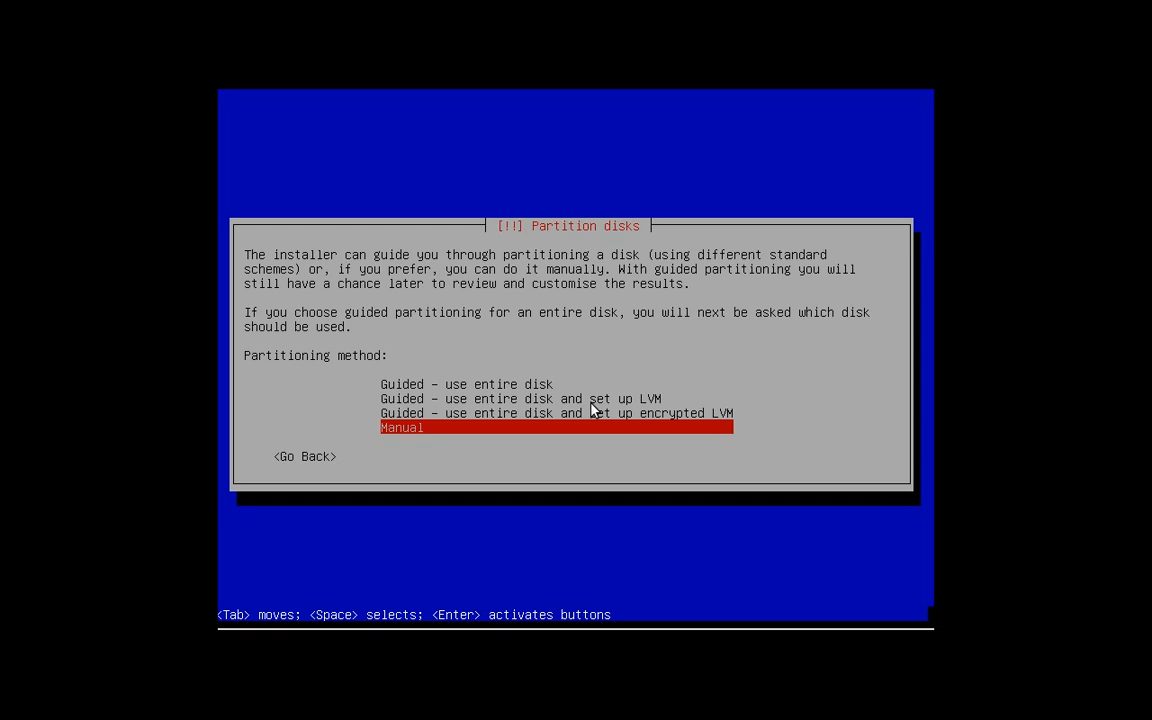 [!!] Partition disks
The installer can guide you through partitioning a disk (using different standard
schemes) or, if you prefer, you can do it manually. With guided partitioning you will
still have a chance later to review and customise the results.
If you choose guided partitioning for an entire disk, you will next be asked which disk
should be used.
Partitioning method:
Guided - use entire disk
Guided - use entire disk and set up LVM
Guided - use entire disk and set up encrypted LVM
Manual
<Go Back>
<Tab> moves; <Space> selects; <Enter> activates buttons